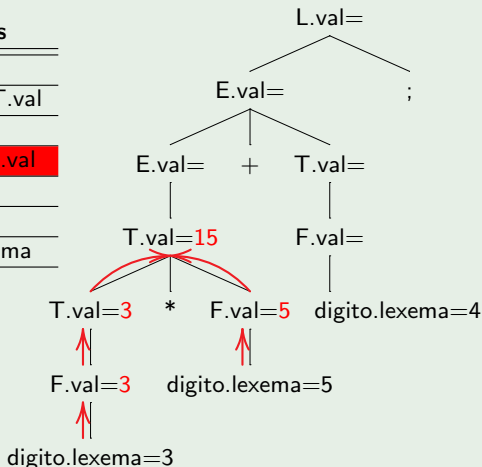 s
T.val
.val
ma
L.val=
E.val= ;
E.val= + T.val=
T.val=15 F.val=
T.val=3 * F.val=5 digito.lexema=4
F.val=3 digito.lexema=5
digito.lexema=3